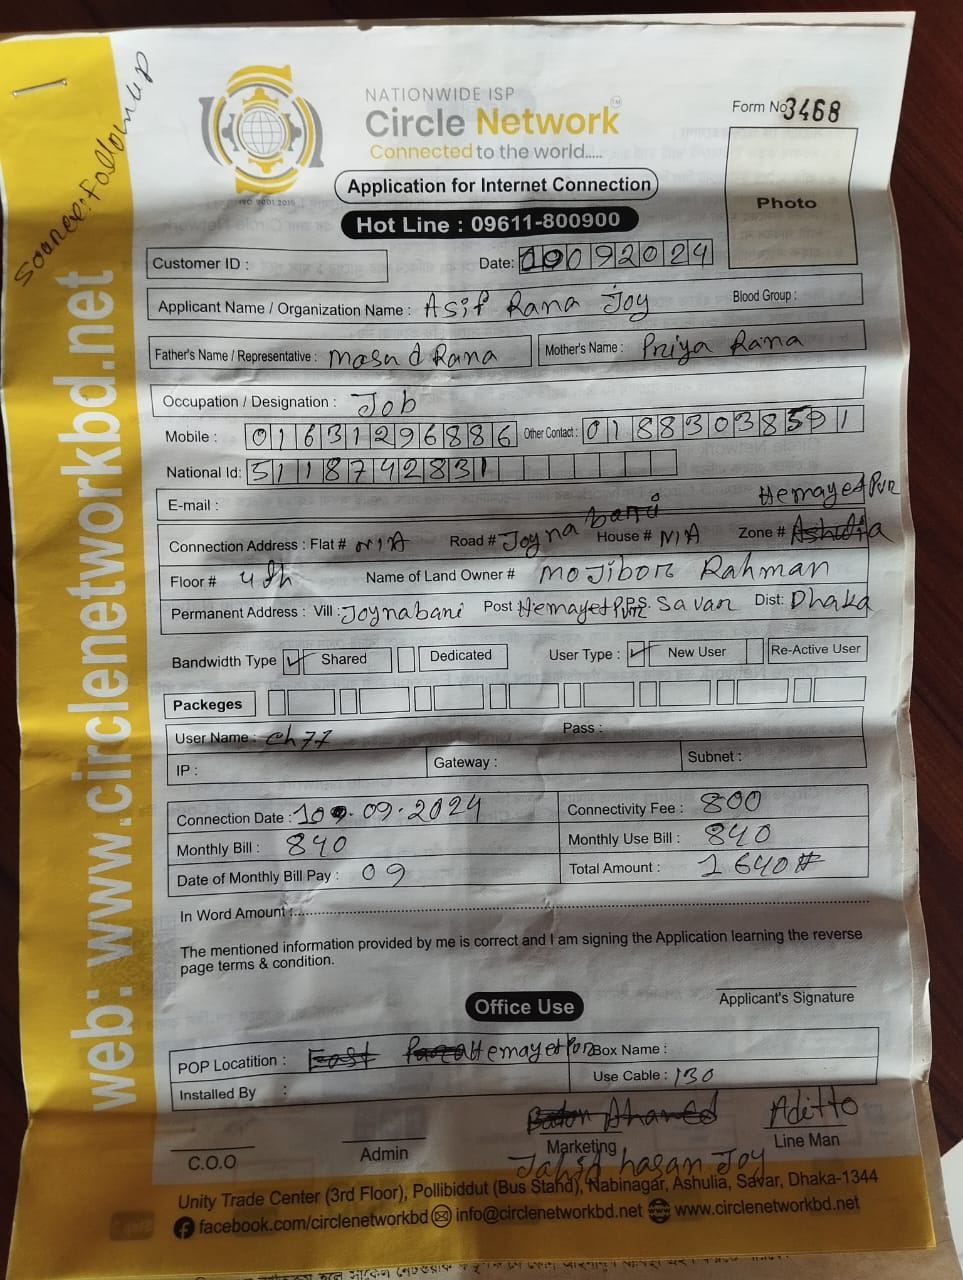 Source: Followup
NATIONWIDE ISP
Circle Network TM
Connected to the world.....
Form No 3468
Application for Internet Connection
Photo
Hot Line : 09611-800900
ISO 9001:2015
Customer ID :
Date: 10092024
Applicant Name / Organization Name : Asif Rana Joy Blood Group :
Father's Name / Representative : Masud Rana Mother's Name : Priya Rana
Occupation / Designation : Job
Mobile : 01631296886 Other Contact : 0188303851
National Id: 5118742831
E-mail :
Hemayetpur
Connection Address : Flat # N/A Road # Joynabari House # N/A Zone #
Floor # 4th Name of Land Owner # Mojibor Rahman
Permanent Address : Vill : Joynabari Post Hemayetpur P.S. Savar Dist: Dhaka
Bandwidth Type Shared Dedicated User Type : New User Re-Active User
Packeges
User Name : Ch77 Pass :
IP : Gateway : Subnet :
Connection Date : 10.09.2024 Connectivity Fee : 800
Monthly Bill : 840 Monthly Use Bill : 840
Date of Monthly Bill Pay : 09 Total Amount : 1640#
In Word Amount :
The mentioned information provided by me is correct and I am signing the Application learning the reverse
page terms & condition.
Applicant's Signature
Office Use
POP Locatition : Hemayetpur Box Name :
Installed By : Use Cable : 130
C.O.O Admin Marketing Aditto Line Man
Jahid hasan Joy
Unity Trade Center (3rd Floor), Pollibiddut (Bus Stand), Nabinagar, Ashulia, Savar, Dhaka-1344
facebook.com/circlenetworkbd info@circlenetworkbd.net www.circlenetworkbd.net
web: www.circlenetworkbd.net